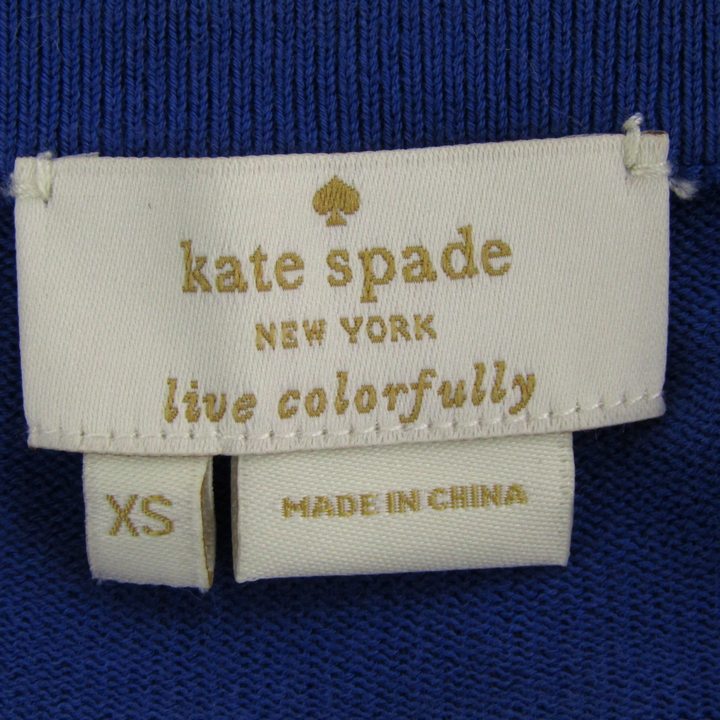 kate spade
NEW YORK
live colorfully
XS
MADE IN CHINA